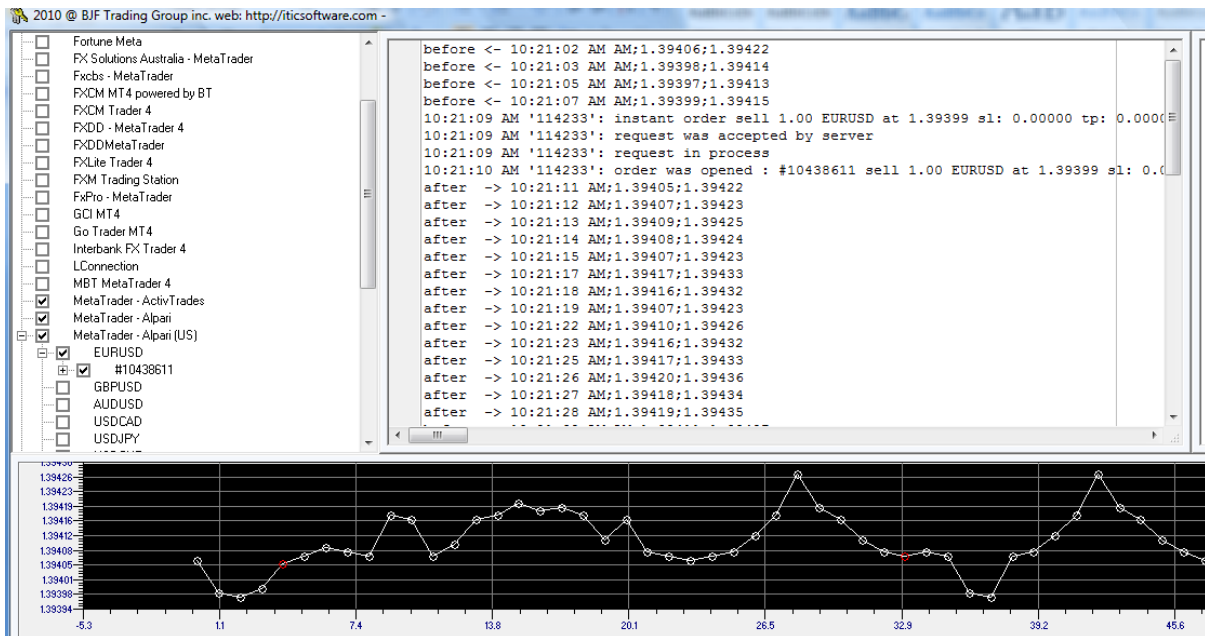 2010 @ BJF Trading Group inc. web: http://iticsoftware.com -
Fortune Meta
FX Solutions Australia - MetaTrader
Fxcbs - MetaTrader
FXCM MT4 powered by BT
FXCM Trader 4
FXDD - MetaTrader 4
FXDDMetaTrader
FXLite Trader 4
FXM Trading Station
FxPro - MetaTrader
GCI MT4
Go Trader MT4
Interbank FX Trader 4
LConnection
MBT MetaTrader 4
MetaTrader - ActivTrades
MetaTrader - Alpari
MetaTrader - Alpari (US)
EURUSD
#10438611
GBPUSD
AUDUSD
USDCAD
USDJPY
before <- 10:21:02 AM AM;1.39406;1.39422
before <- 10:21:03 AM AM;1.39398;1.39414
before <- 10:21:05 AM AM;1.39397;1.39413
before <- 10:21:07 AM AM;1.39399;1.39415
10:21:09 AM '114233': instant order sell 1.00 EURUSD at 1.39399 sl: 0.00000 tp: 0.0000
10:21:09 AM '114233': request was accepted by server
10:21:09 AM '114233': request in process
10:21:10 AM '114233': order was opened : #10438611 sell 1.00 EURUSD at 1.39399 sl: 0.0
after -> 10:21:11 AM;1.39405;1.39422
after -> 10:21:12 AM;1.39407;1.39423
after -> 10:21:13 AM;1.39409;1.39425
after -> 10:21:14 AM;1.39408;1.39424
after -> 10:21:15 AM;1.39407;1.39423
after -> 10:21:17 AM;1.39417;1.39433
after -> 10:21:18 AM;1.39416;1.39432
after -> 10:21:19 AM;1.39407;1.39423
after -> 10:21:22 AM;1.39410;1.39426
after -> 10:21:23 AM;1.39416;1.39432
after -> 10:21:25 AM;1.39417;1.39433
after -> 10:21:26 AM;1.39420;1.39436
after -> 10:21:27 AM;1.39418;1.39434
after -> 10:21:28 AM;1.39419;1.39435
1.39430
1.39426
1.39423
1.39419
1.39416
1.39412
1.39408
1.39405
1.39401
1.39398
1.39394
-5.3 1.1 7.4 13.8 20.1 26.5 32.9 39.2 45.6